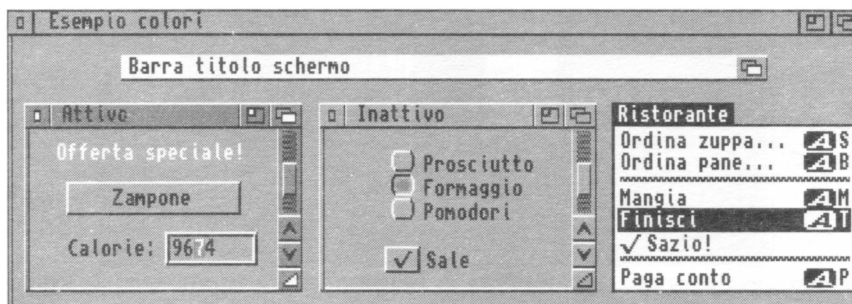 Esempio colori
Barra titolo schermo
Attivo
Offerta speciale!
Zampone
Calorie: 9674
Inattivo
Prosciutto
Formaggio
Pomodori
Sale
Ristorante
Ordina zuppa... A S
Ordina pane... A B
Mangia A M
Finisci A T
Sazio!
Paga conto A P